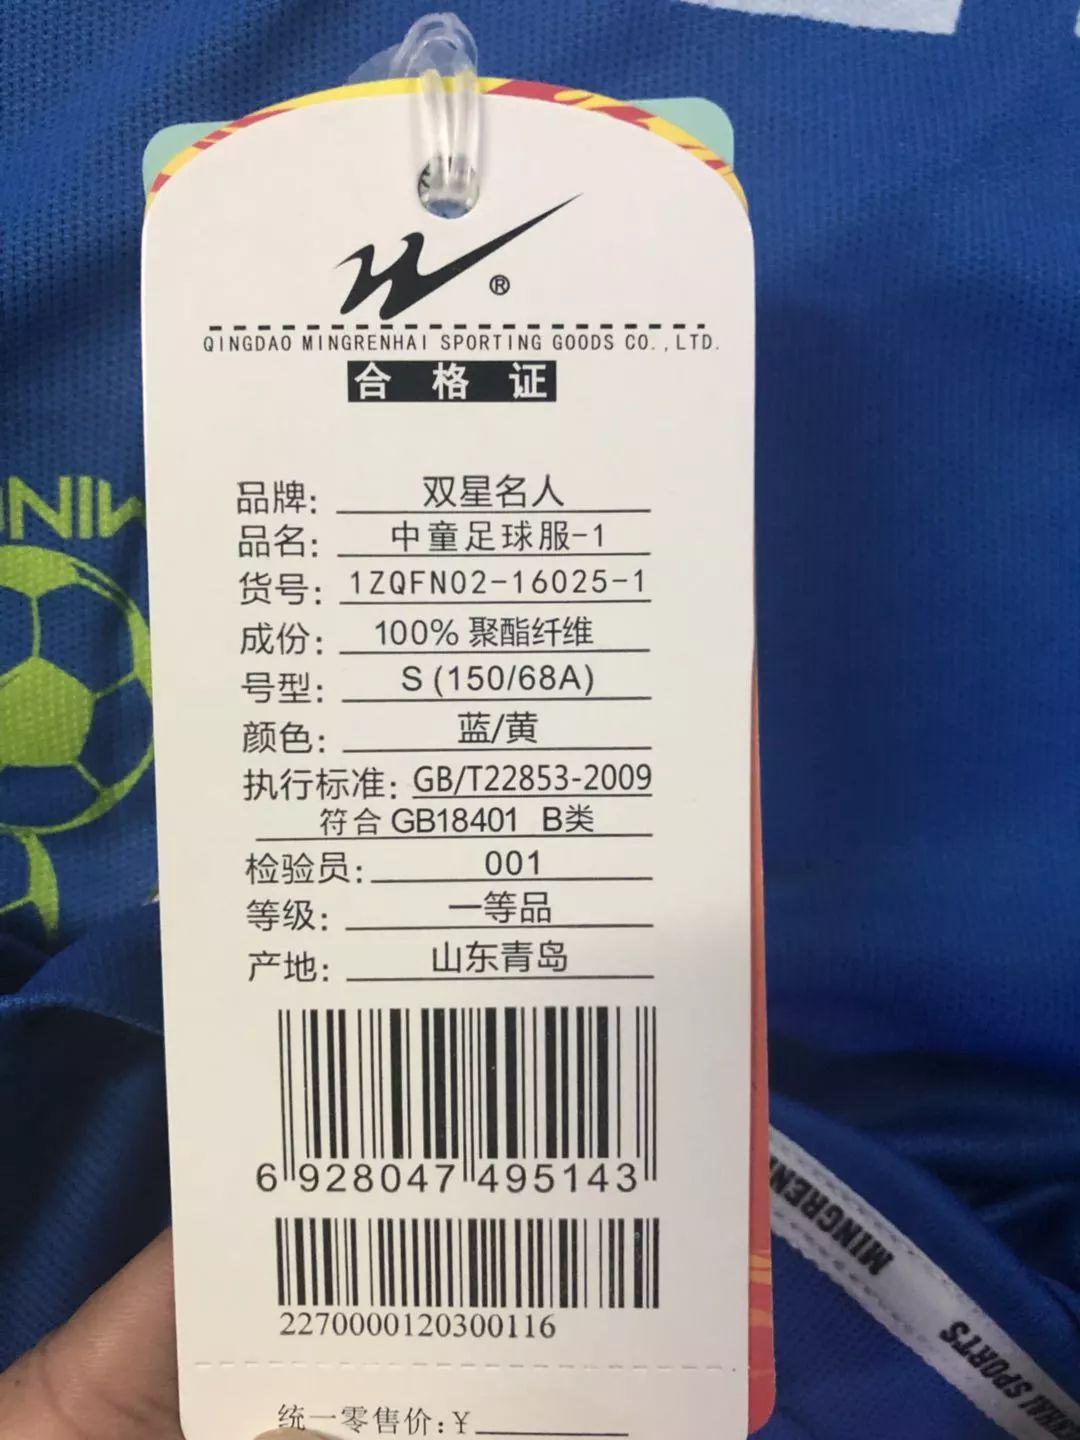 ®
QINGDAO MINGRENHAI SPORTING GOODS CO.,LTD.
合格证
品牌: 双星名人
品名: 中童足球服-1
货号: 1ZQFN02-16025-1
成份: 100% 聚酯纤维
号型: S (150/68A)
颜色: 蓝/黄
执行标准: GB/T22853-2009
符合 GB18401 B类
检验员: 001
等级: 一等品
产地: 山东青岛
6 928047 495143
2270000120300116
统一零售价: ¥
MINGREN
HAI SPORTS